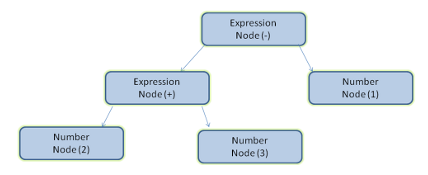 Expression
Node (-)
Expression
Node (+)
Number
Node (1)
Number
Node (2)
Number
Node (3)